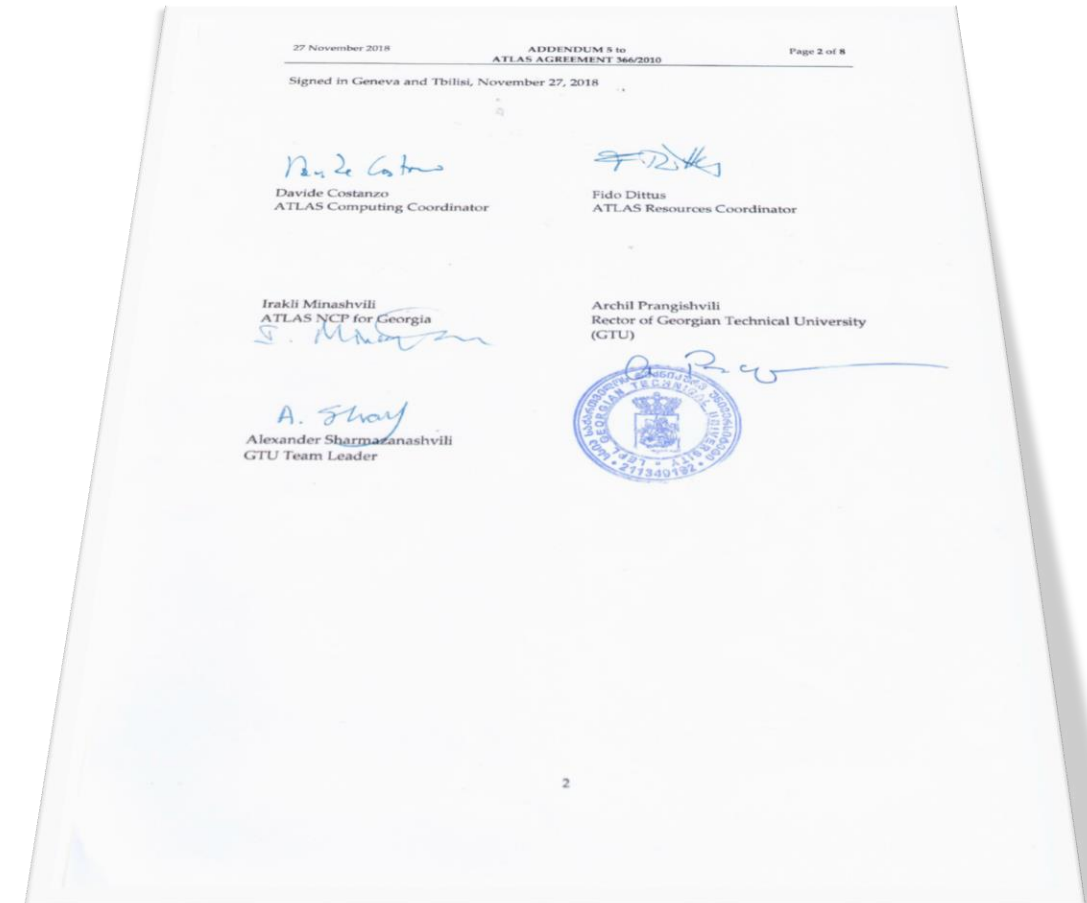 27 November 2018
ADDENDUM 5 to
ATLAS AGREEMENT 366/2010
Page 2 of 8
Signed in Geneva and Tbilisi, November 27, 2018
Davide Costanzo
ATLAS Computing Coordinator
Fido Dittus
ATLAS Resources Coordinator
Irakli Minashvili
ATLAS NCP for Georgia
Archil Prangishvili
Rector of Georgian Technical University
(GTU)
A. Shar
Alexander Sharmazanashvili
GTU Team Leader
GEORGIAN TECHNICAL UNIVERSITY
211349192
2